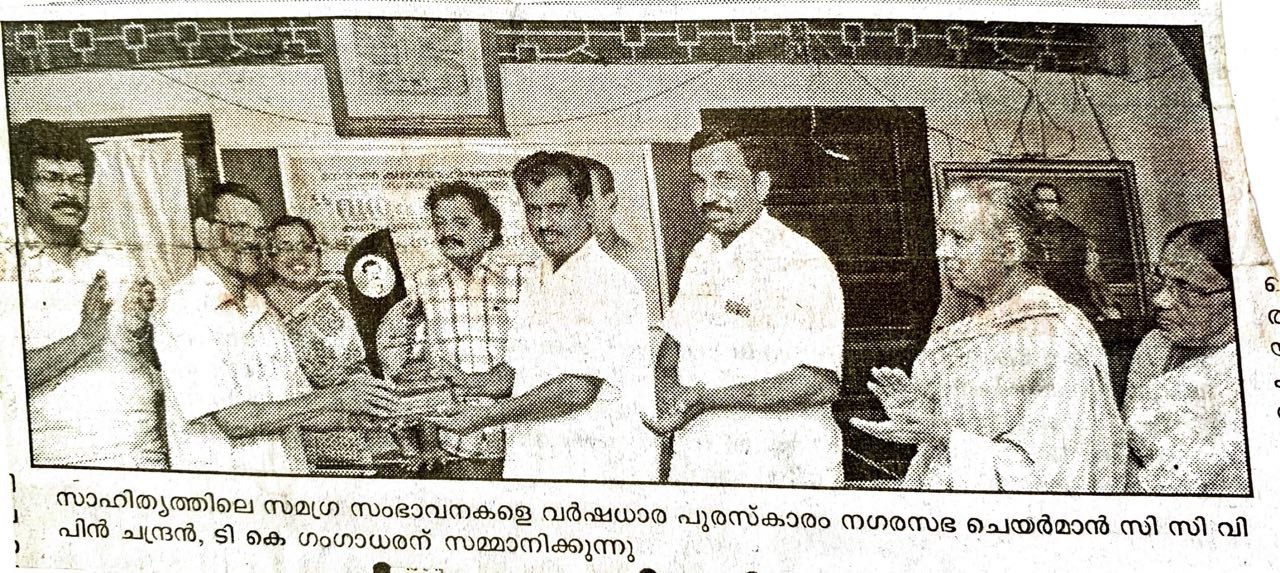 സാഹിത്യത്തിലെ സമഗ്ര സംഭാവനകളെ വർഷധാര പുരസ്കാരം നഗരസഭ ചെയർമാൻ സി സി വി
പിൻ ചന്ദ്രൻ, ടി കെ ഗംഗാധരന് സമ്മാനിക്കുന്നു